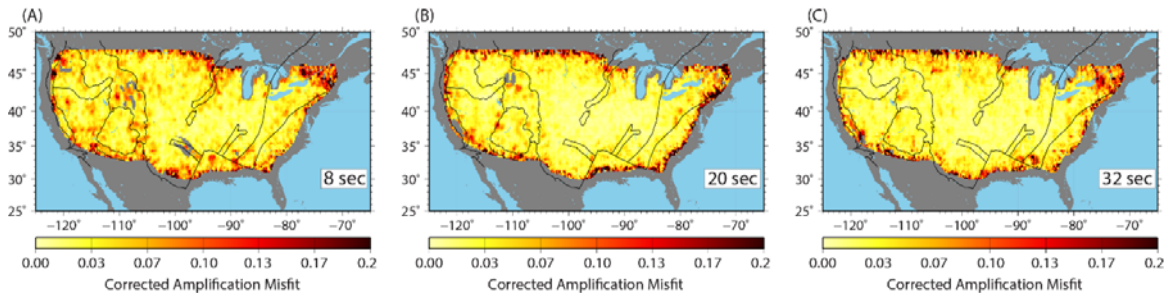 (A)
50˚
45˚
40˚
35˚
30˚
25˚
8 sec
−120˚ −110˚ −100˚ −90˚ −80˚ −70˚
0.00 0.03 0.07 0.10 0.13 0.17 0.2
Corrected Amplification Misfit
(B)
50˚
45˚
40˚
35˚
30˚
25˚
20 sec
−120˚ −110˚ −100˚ −90˚ −80˚ −70˚
0.00 0.03 0.07 0.10 0.13 0.17 0.2
Corrected Amplification Misfit
(C)
50˚
45˚
40˚
35˚
30˚
25˚
32 sec
−120˚ −110˚ −100˚ −90˚ −80˚ −70˚
0.00 0.03 0.07 0.10 0.13 0.17 0.2
Corrected Amplification Misfit